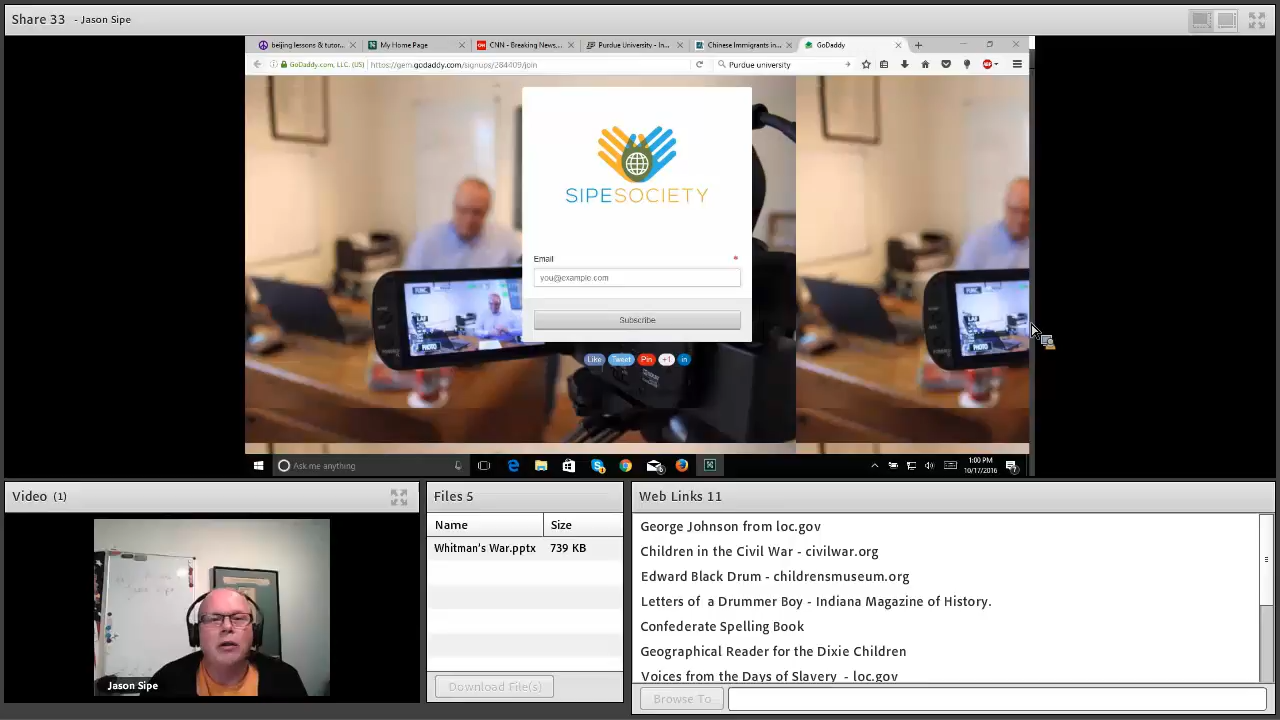 Share 33 - Jason Sipe
beijing lessons & tutor...
My Home Page
CNN - Breaking News,...
Purdue University - In...
Chinese Immigrants in...
GoDaddy
GoDaddy.com, LLC. (US)
https://gem.godaddy.com/signups/284409/join
Purdue university
SIPESOCIETY
Email *
you@example.com
Subscribe
Like
Tweet
Pin
+1
in
FUNC.
PHOTO
FUNC.
PHOTO
Ask me anything
1:00 PM
10/17/2016
Video (1)
Jason Sipe
Files 5
Name Size
Whitman's War.pptx 739 KB
Download File(s)
Web Links 11
George Johnson from loc.gov
Children in the Civil War - civilwar.org
Edward Black Drum - childrensmuseum.org
Letters of a Drummer Boy - Indiana Magazine of History.
Confederate Spelling Book
Geographical Reader for the Dixie Children
Voices from the Days of Slavery - loc.gov
Browse To